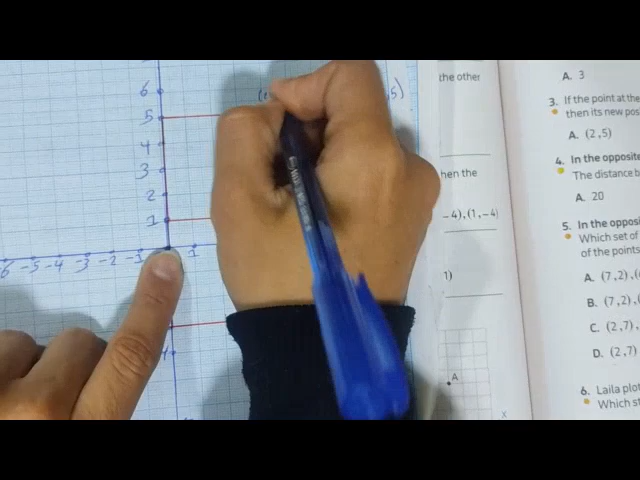 6
5
4
3
2
1
-6 -5 -4 -3 -2 -1 1
,5)
the other
hen the
-4),(1,-4)
1)
A
x
A. 3
3. If the point at the
then its new pos
A. (2,5)
4. In the opposite
The distance b
A. 20
5. In the opposi
Which set of
of the points
A. (7,2),(
B. (7,2),(
C. (2,7),
D. (2,7)
6. Laila plot
Which st